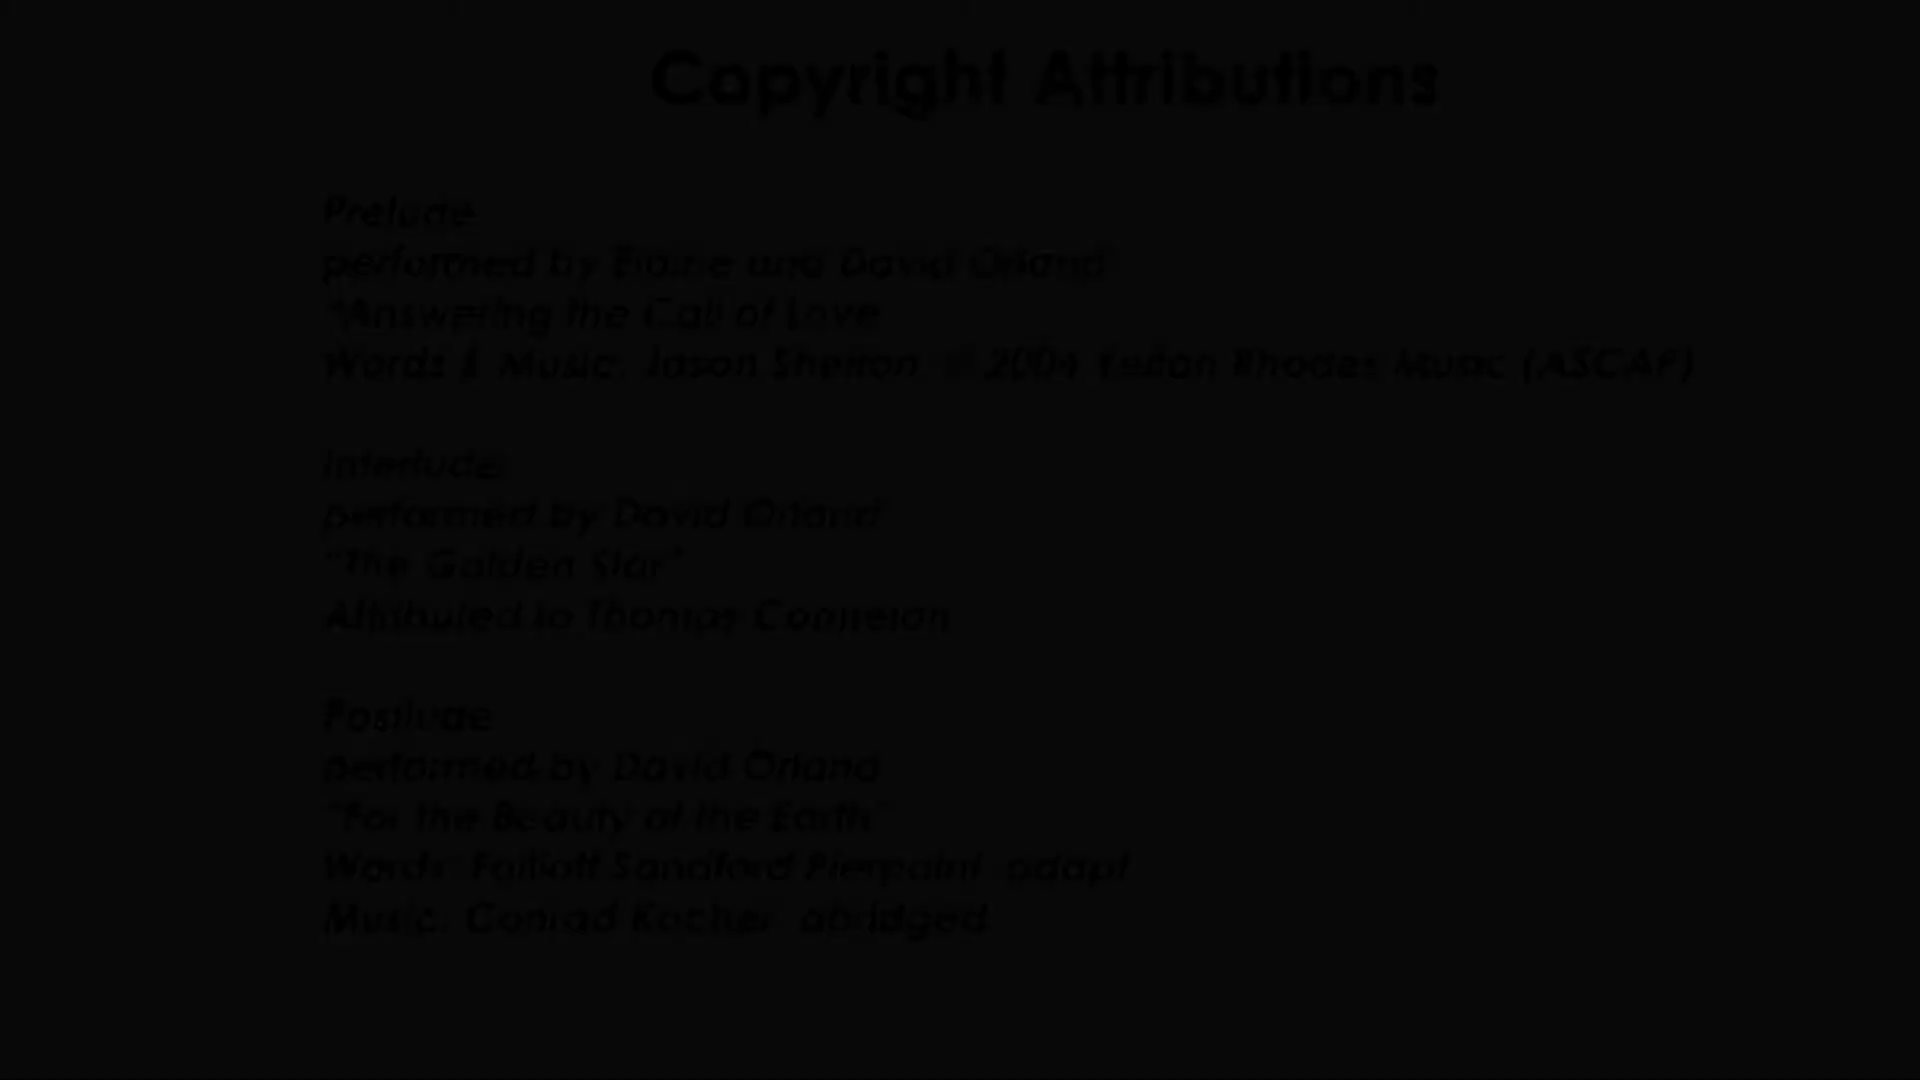 Copyright Attributions
Prelude
performed by Elaine and David Orland
"Answering the Call of Love
Words & Music: Jason Shelton, © 2004 Yelton Rhodes Music (ASCAP)
Interlude
performed by David Orland
"The Golden Star"
Attributed to Thomas Connelan
Postlude
performed by David Orland
"For the Beauty of the Earth"
Words: Folliott Sandford Pierpoint, adapt
Music: Conrad Kocher, abridged